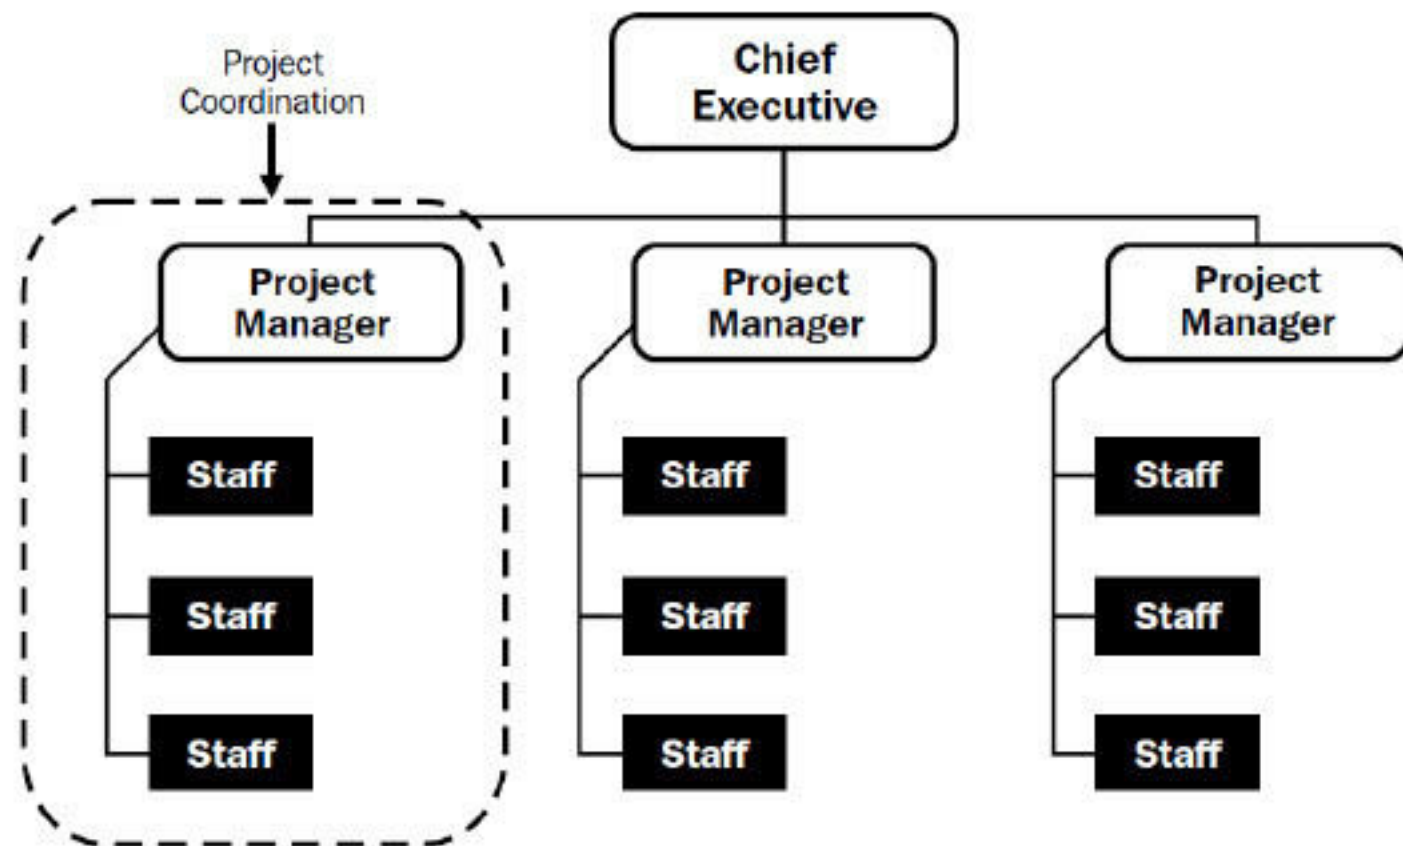 Project
Coordination
Chief
Executive
Project
Manager
Project
Manager
Project
Manager
Staff
Staff
Staff
Staff
Staff
Staff
Staff
Staff
Staff